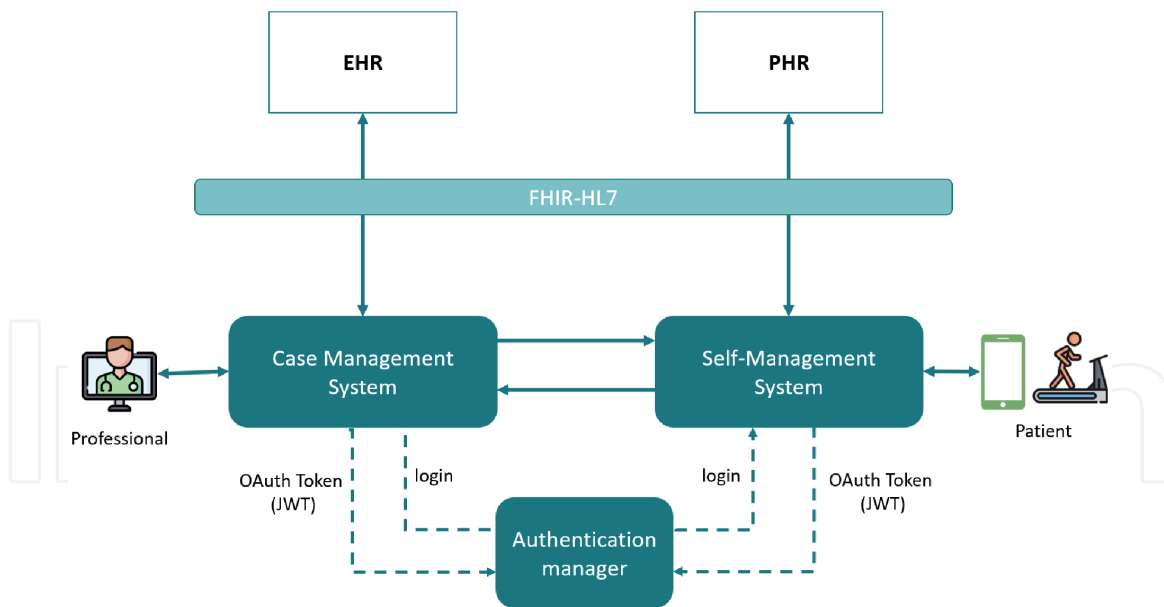 EHR
PHR
FHIR-HL7
Case Management
System
Self-Management
System
Professional
Patient
OAuth Token
(JWT)
login
login
OAuth Token
(JWT)
Authentication
manager